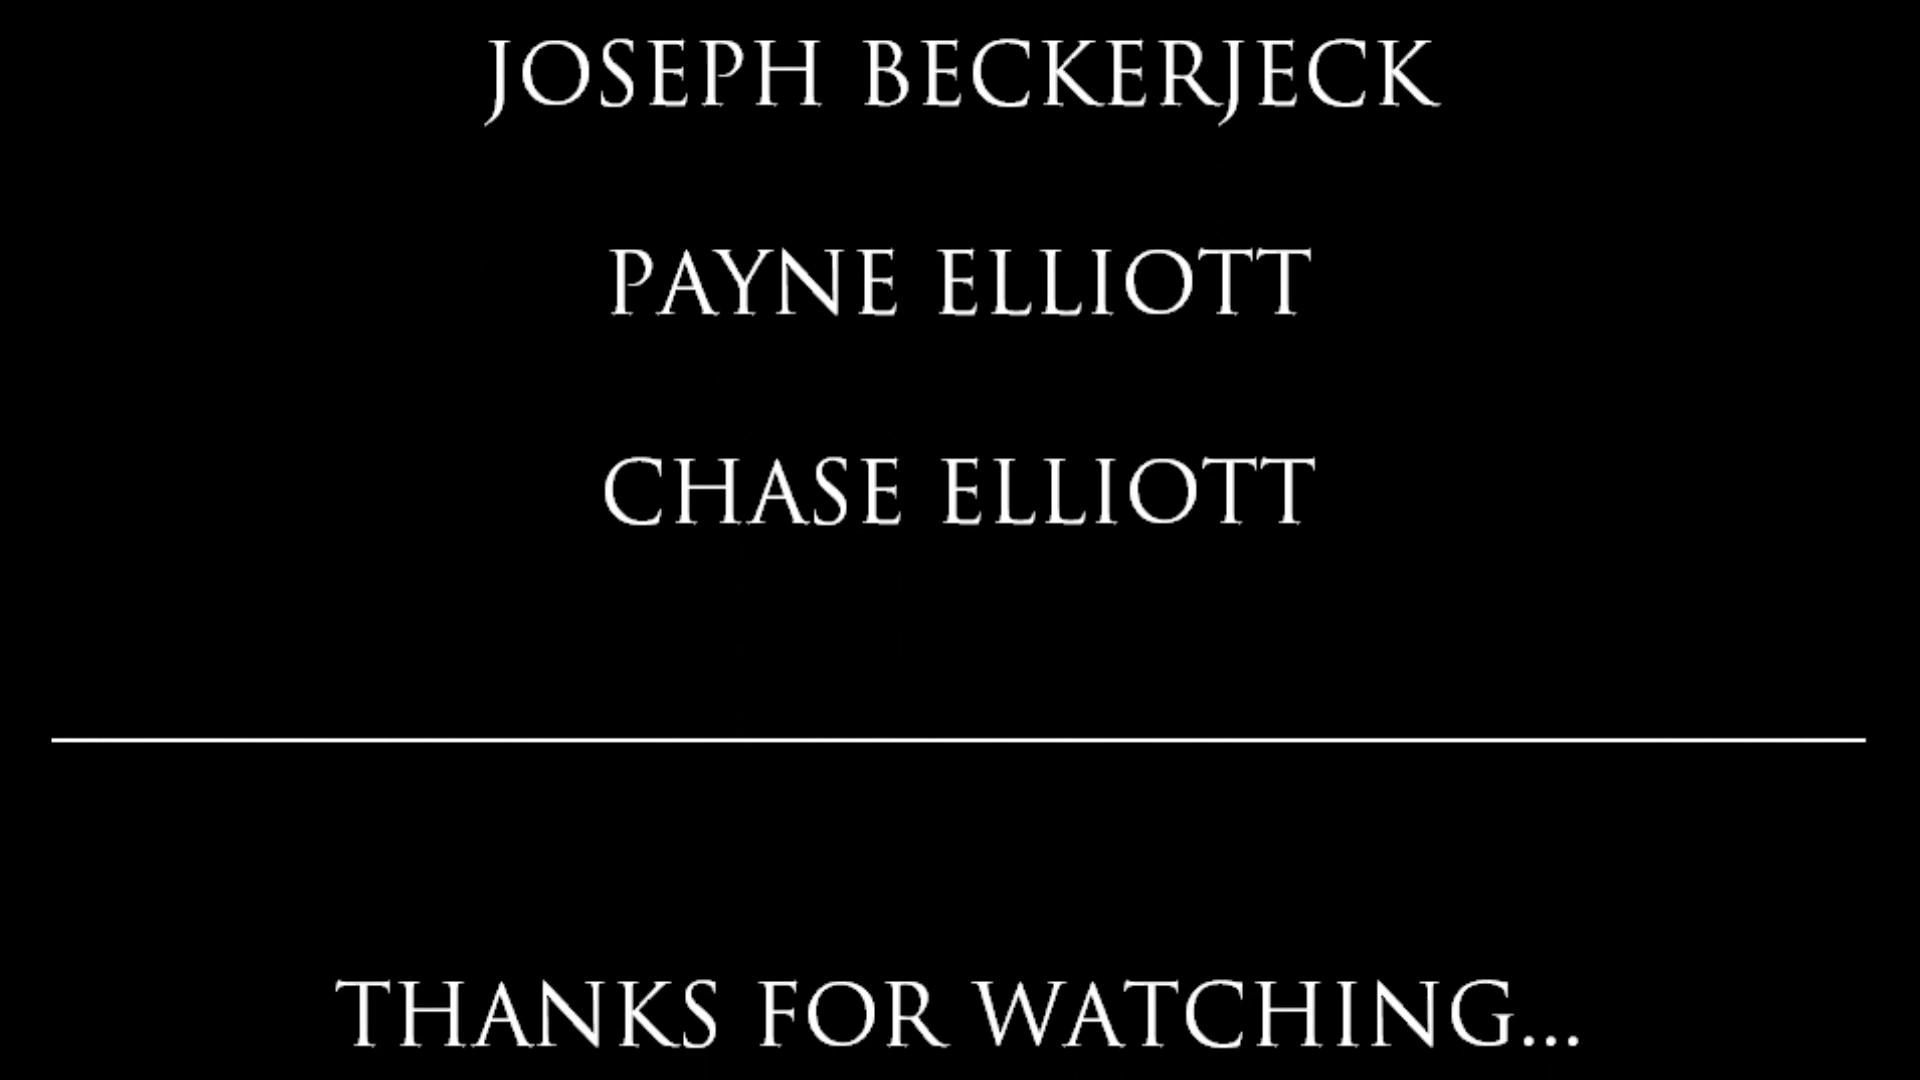 JOSEPH BECKERJECK
PAYNE ELLIOTT
CHASE ELLIOTT
THANKS FOR WATCHING...